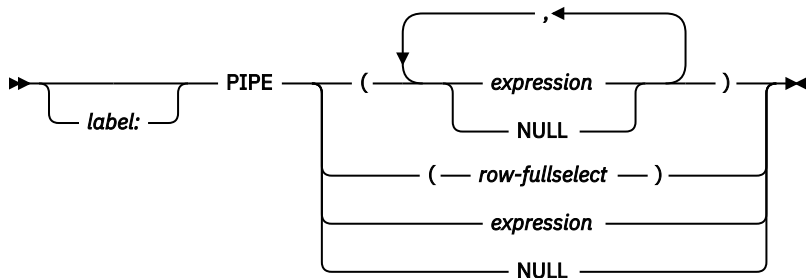 ,
PIPE ( expression )
label:
NULL
( row-fullselect )
expression
NULL